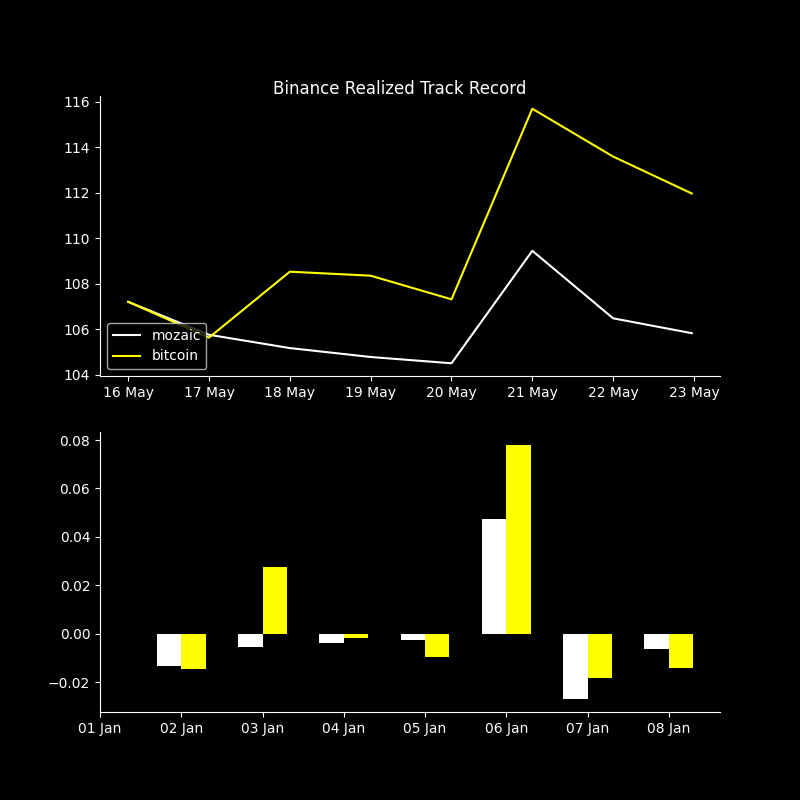 Binance Realized Track Record
116
114
112
110
108
106
104
mozaic
bitcoin
16 May 17 May 18 May 19 May 20 May 21 May 22 May 23 May
0.08
0.06
0.04
0.02
0.00
−0.02
01 Jan 02 Jan 03 Jan 04 Jan 05 Jan 06 Jan 07 Jan 08 Jan